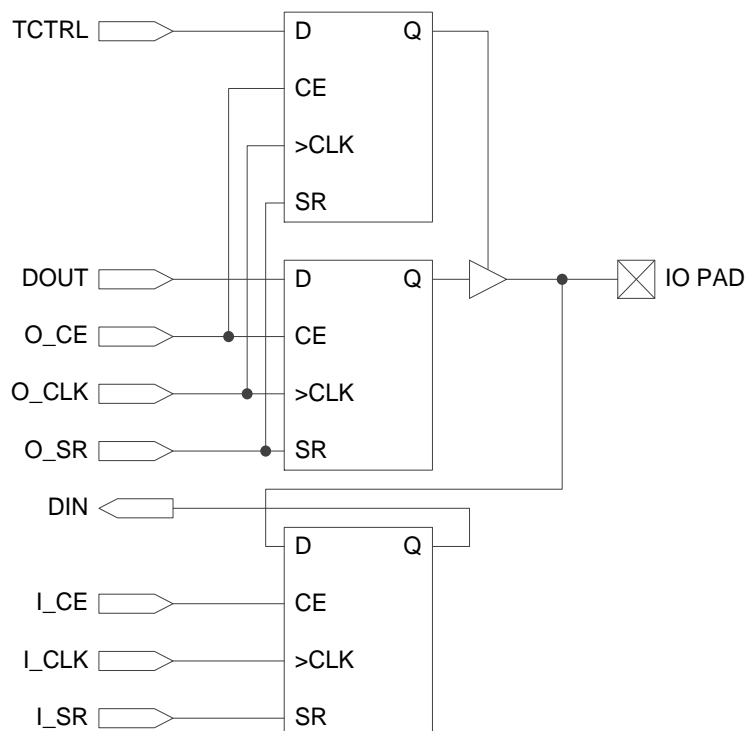 TCTRL D Q
CE
>CLK
SR
DOUT D Q IO PAD
O_CE CE
O_CLK >CLK
O_SR SR
DIN
D Q
I_CE CE
I_CLK >CLK
I_SR SR